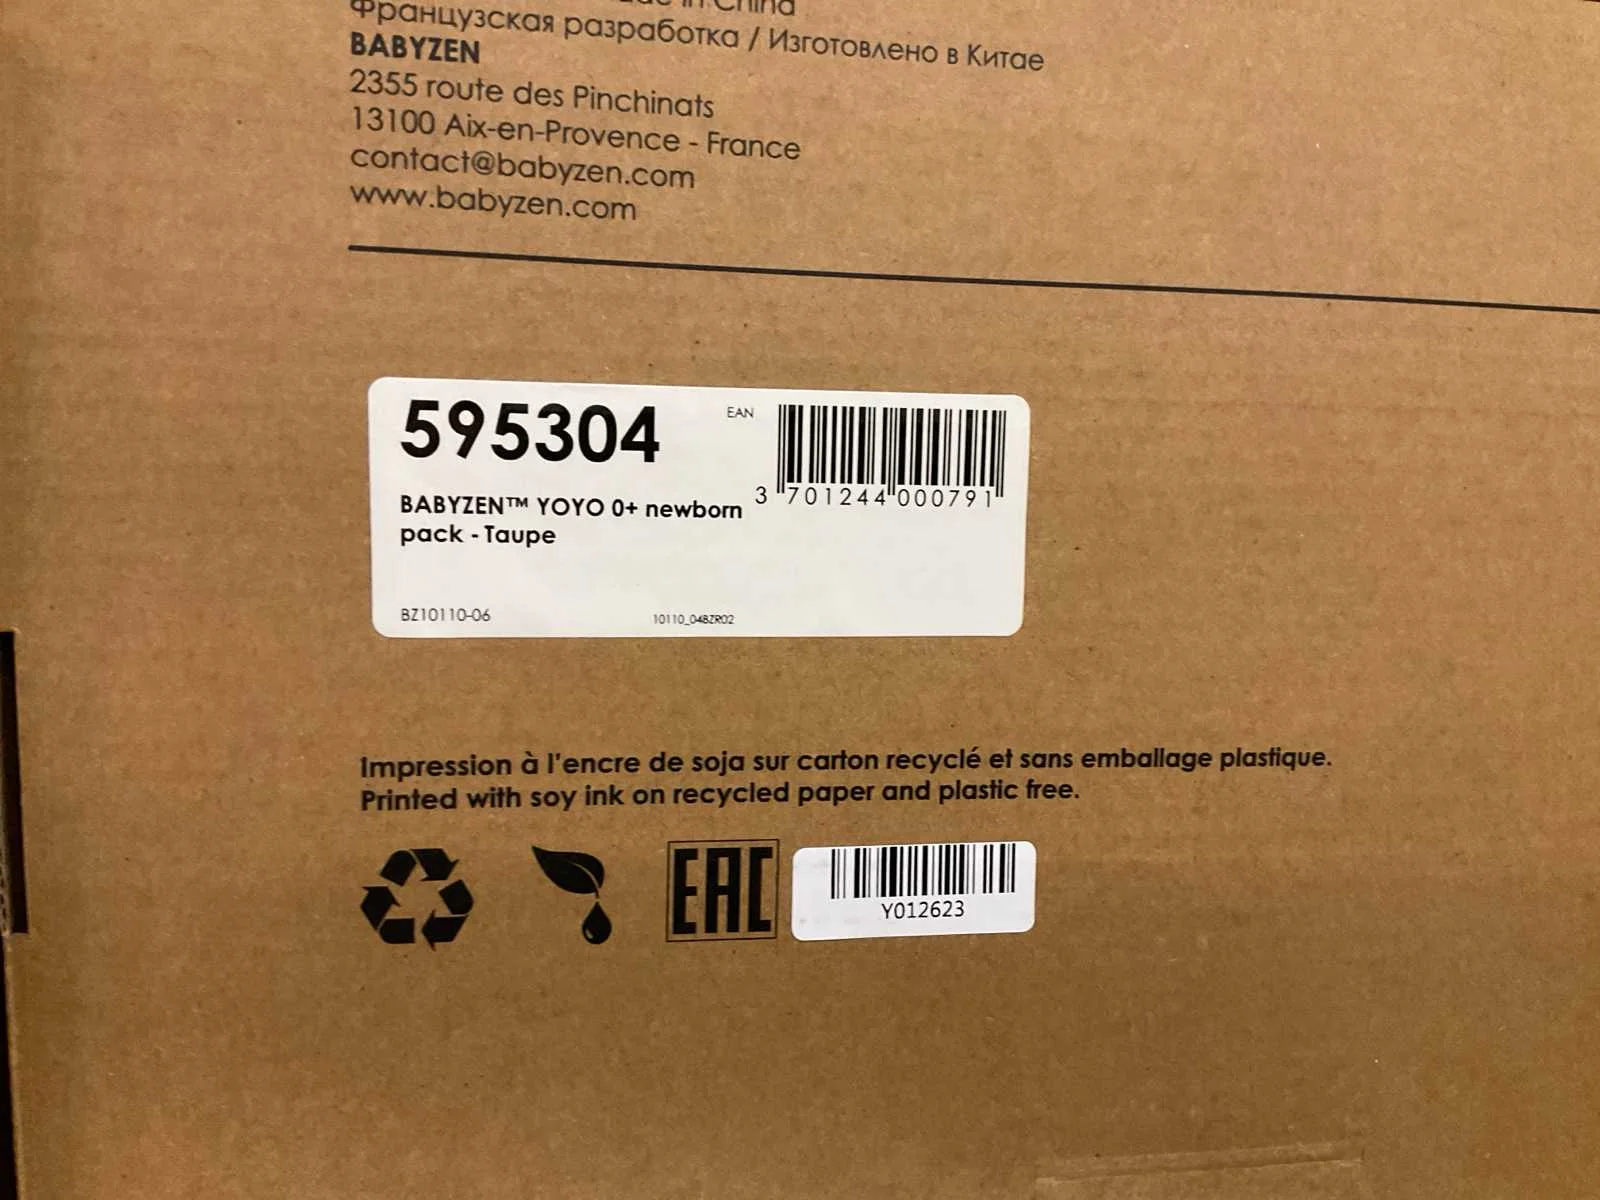 in China
Французская разработка / Изготовлено в Китае
BABYZEN
2355 route des Pinchinats
13100 Aix-en-Provence - France
contact@babyzen.com
www.babyzen.com
595304
EAN
3 701244 000791
BABYZEN™ YOYO 0+ newborn
pack - Taupe
BZ10110-06
10110_04BZR02
Impression à l'encre de soja sur carton recyclé et sans emballage plastique.
Printed with soy ink on recycled paper and plastic free.
EAC
Y012623